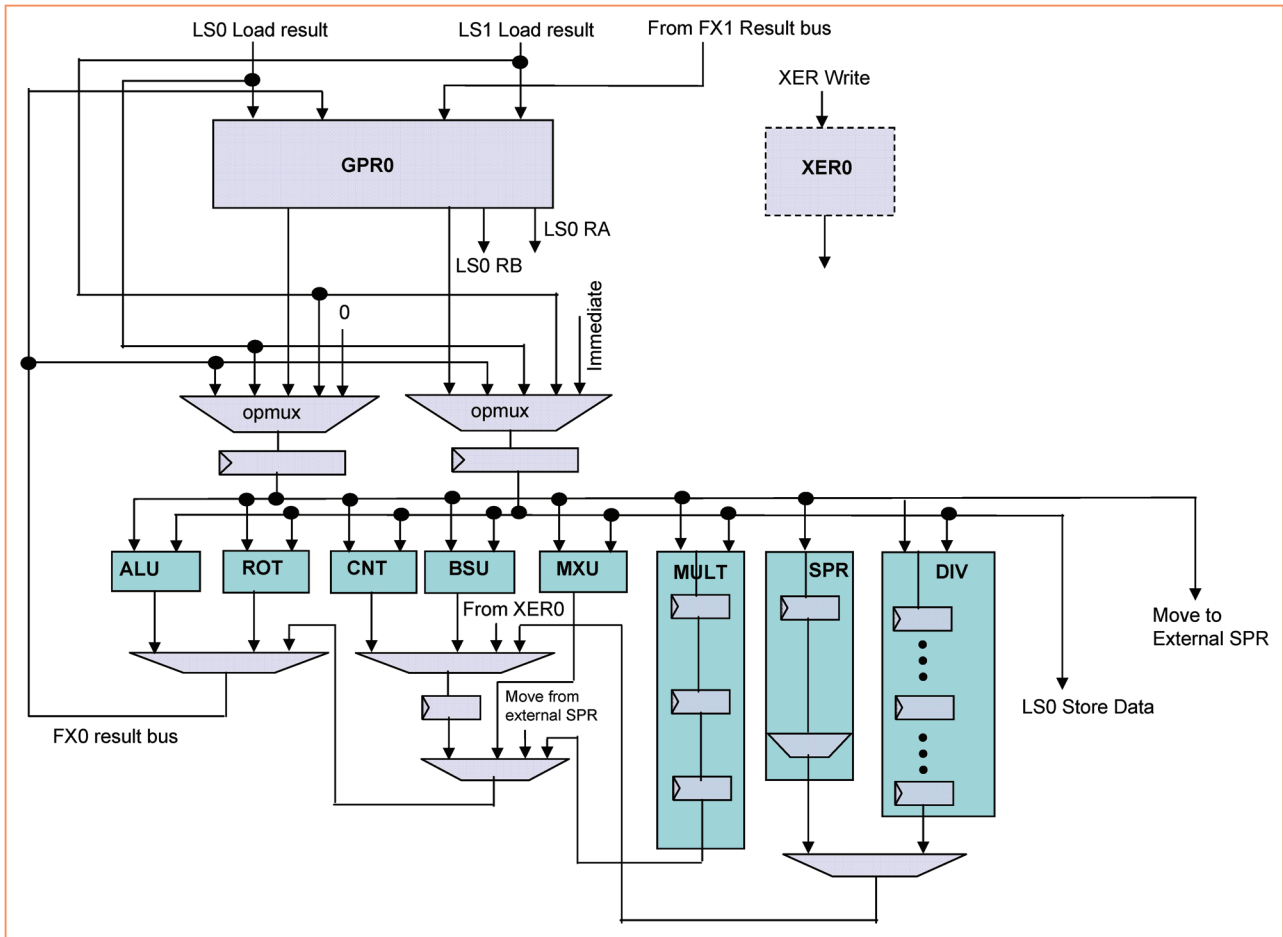 LS0 Load result
LS1 Load result
From FX1 Result bus
XER Write
GPR0
XER0
LS0 RA
LS0 RB
0
Immediate
opmux
opmux
ALU
ROT
CNT
BSU
MXU
MULT
SPR
DIV
From XER0
Move to
External SPR
Move from
external SPR
LS0 Store Data
FX0 result bus